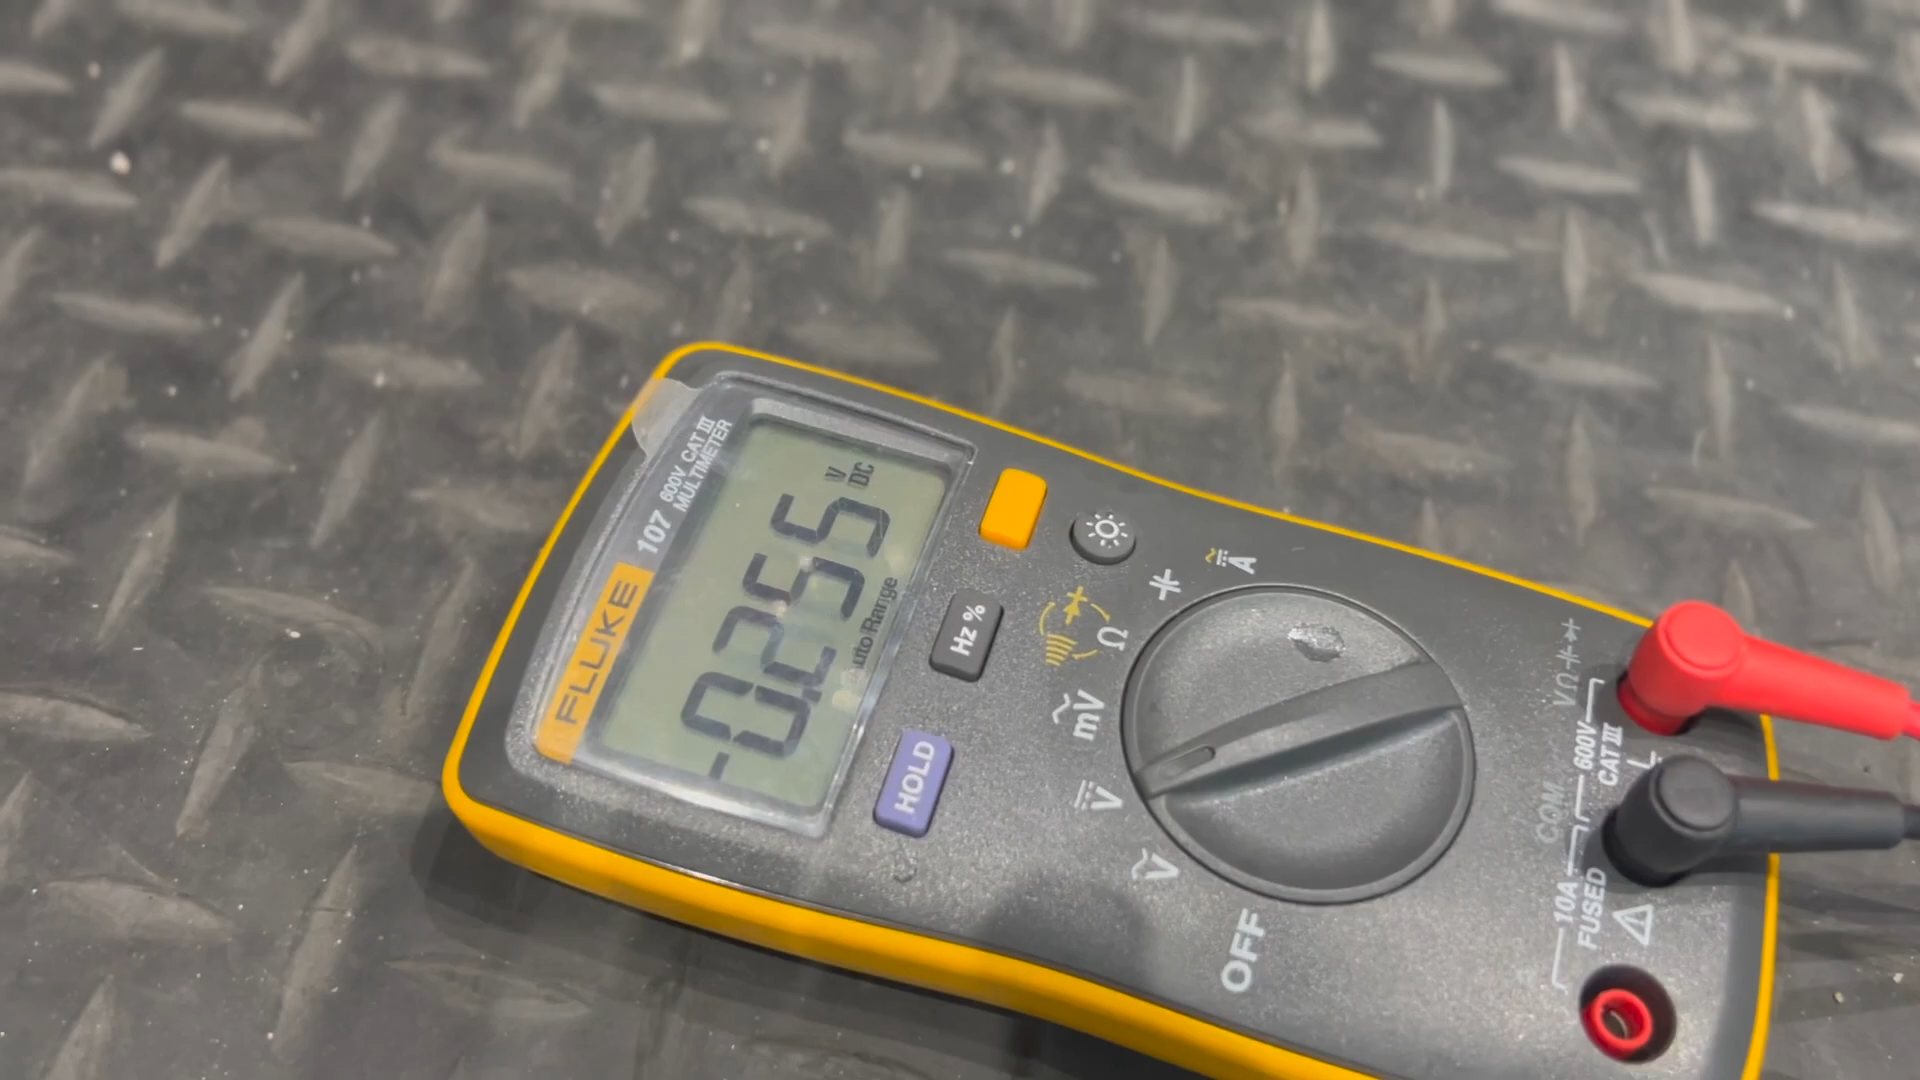 FLUKE
107 600V CAT III
MULTIMETER
-0.255
V
DC
Auto Range
HOLD
Hz %
A
Ω
mV
V
V
OFF
VΩ
600V
CAT III
COM
10A
FUSED